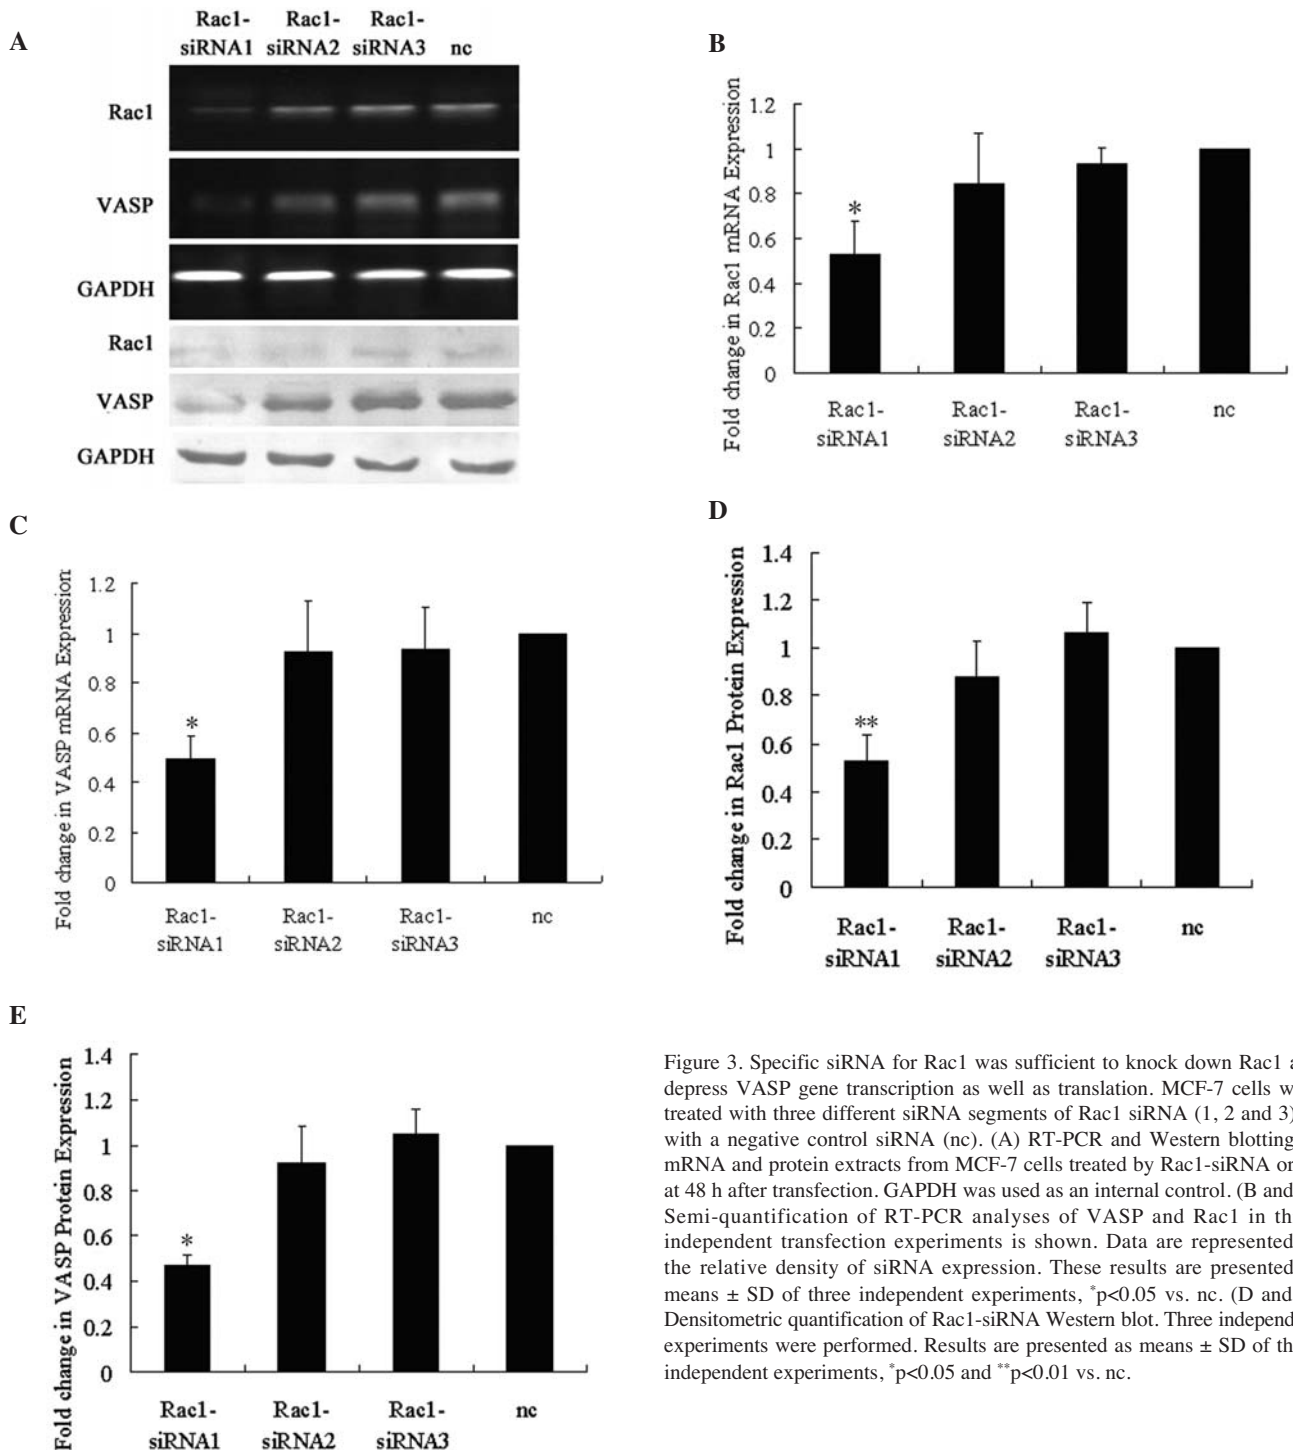 A
Rac1- Rac1- Rac1-
siRNA1 siRNA2 siRNA3 nc
Rac1
VASP
GAPDH
Rac1
VASP
GAPDH
B
Fold change in Rac1 mRNA Expression
1.2
1
0.8
0.6
0.4
0.2
0
*
Rac1- Rac1- Rac1- nc
siRNA1 siRNA2 siRNA3
C
Fold change in VASP mRNA Expression
1.2
1
0.8
0.6
0.4
0.2
0
*
Rac1- Rac1- Rac1- nc
siRNA1 siRNA2 siRNA3
D
Fold change in Rac1 Protein Expression
1.4
1.2
1
0.8
0.6
0.4
0.2
0
**
Rac1- Rac1- Rac1- nc
siRNA1 siRNA2 siRNA3
E
Fold change in VASP Protein Expression
1.4
1.2
1
0.8
0.6
0.4
0.2
0
*
Rac1- Rac1- Rac1- nc
siRNA1 siRNA2 siRNA3
Figure 3. Specific siRNA for Rac1 was sufficient to knock down Rac1 a
depress VASP gene transcription as well as translation. MCF-7 cells w
treated with three different siRNA segments of Rac1 siRNA (1, 2 and 3)
with a negative control siRNA (nc). (A) RT-PCR and Western blotting
mRNA and protein extracts from MCF-7 cells treated by Rac1-siRNA or
at 48 h after transfection. GAPDH was used as an internal control. (B and
Semi-quantification of RT-PCR analyses of VASP and Rac1 in th
independent transfection experiments is shown. Data are represented
the relative density of siRNA expression. These results are presented
means ± SD of three independent experiments, *p<0.05 vs. nc. (D and
Densitometric quantification of Rac1-siRNA Western blot. Three independ
experiments were performed. Results are presented as means ± SD of th
independent experiments, *p<0.05 and **p<0.01 vs. nc.